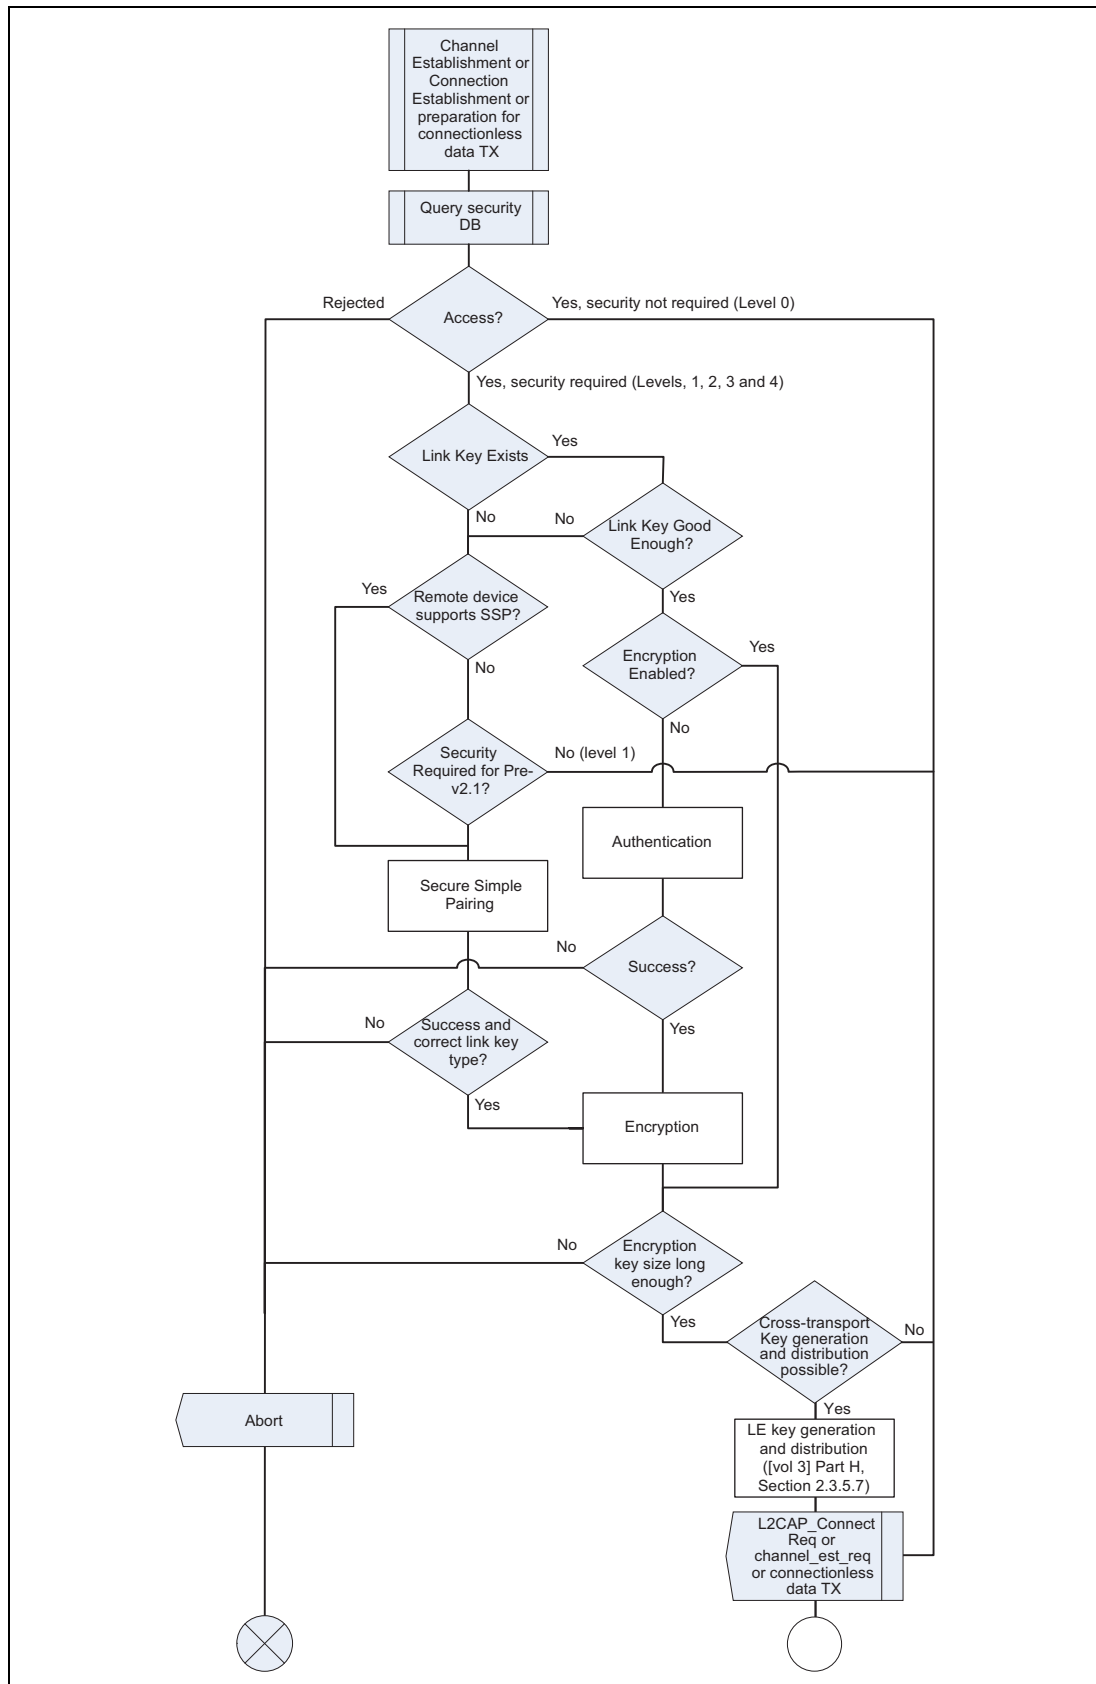 Channel
Establishment or
Connection
Establishment or
preparation for
connectionless
data TX
Query security
DB
Rejected
Access?
Yes, security not required (Level 0)
Yes, security required (Levels, 1, 2, 3 and 4)
Link Key Exists
Yes
No
No
Link Key Good
Enough?
Yes
Remote device
supports SSP?
Yes
No
Encryption
Enabled?
Yes
No
Security
Required for Pre-
v2.1?
No (level 1)
Authentication
Secure Simple
Pairing
No
Success?
Yes
No
Success and
correct link key
type?
Yes
Encryption
No
Encryption
key size long
enough?
Yes
Cross-transport
Key generation
and distribution
possible?
No
Yes
LE key generation
and distribution
([vol 3] Part H,
Section 2.3.5.7)
Abort
L2CAP_Connect
Req or
channel_est_req
or connectionless
data TX